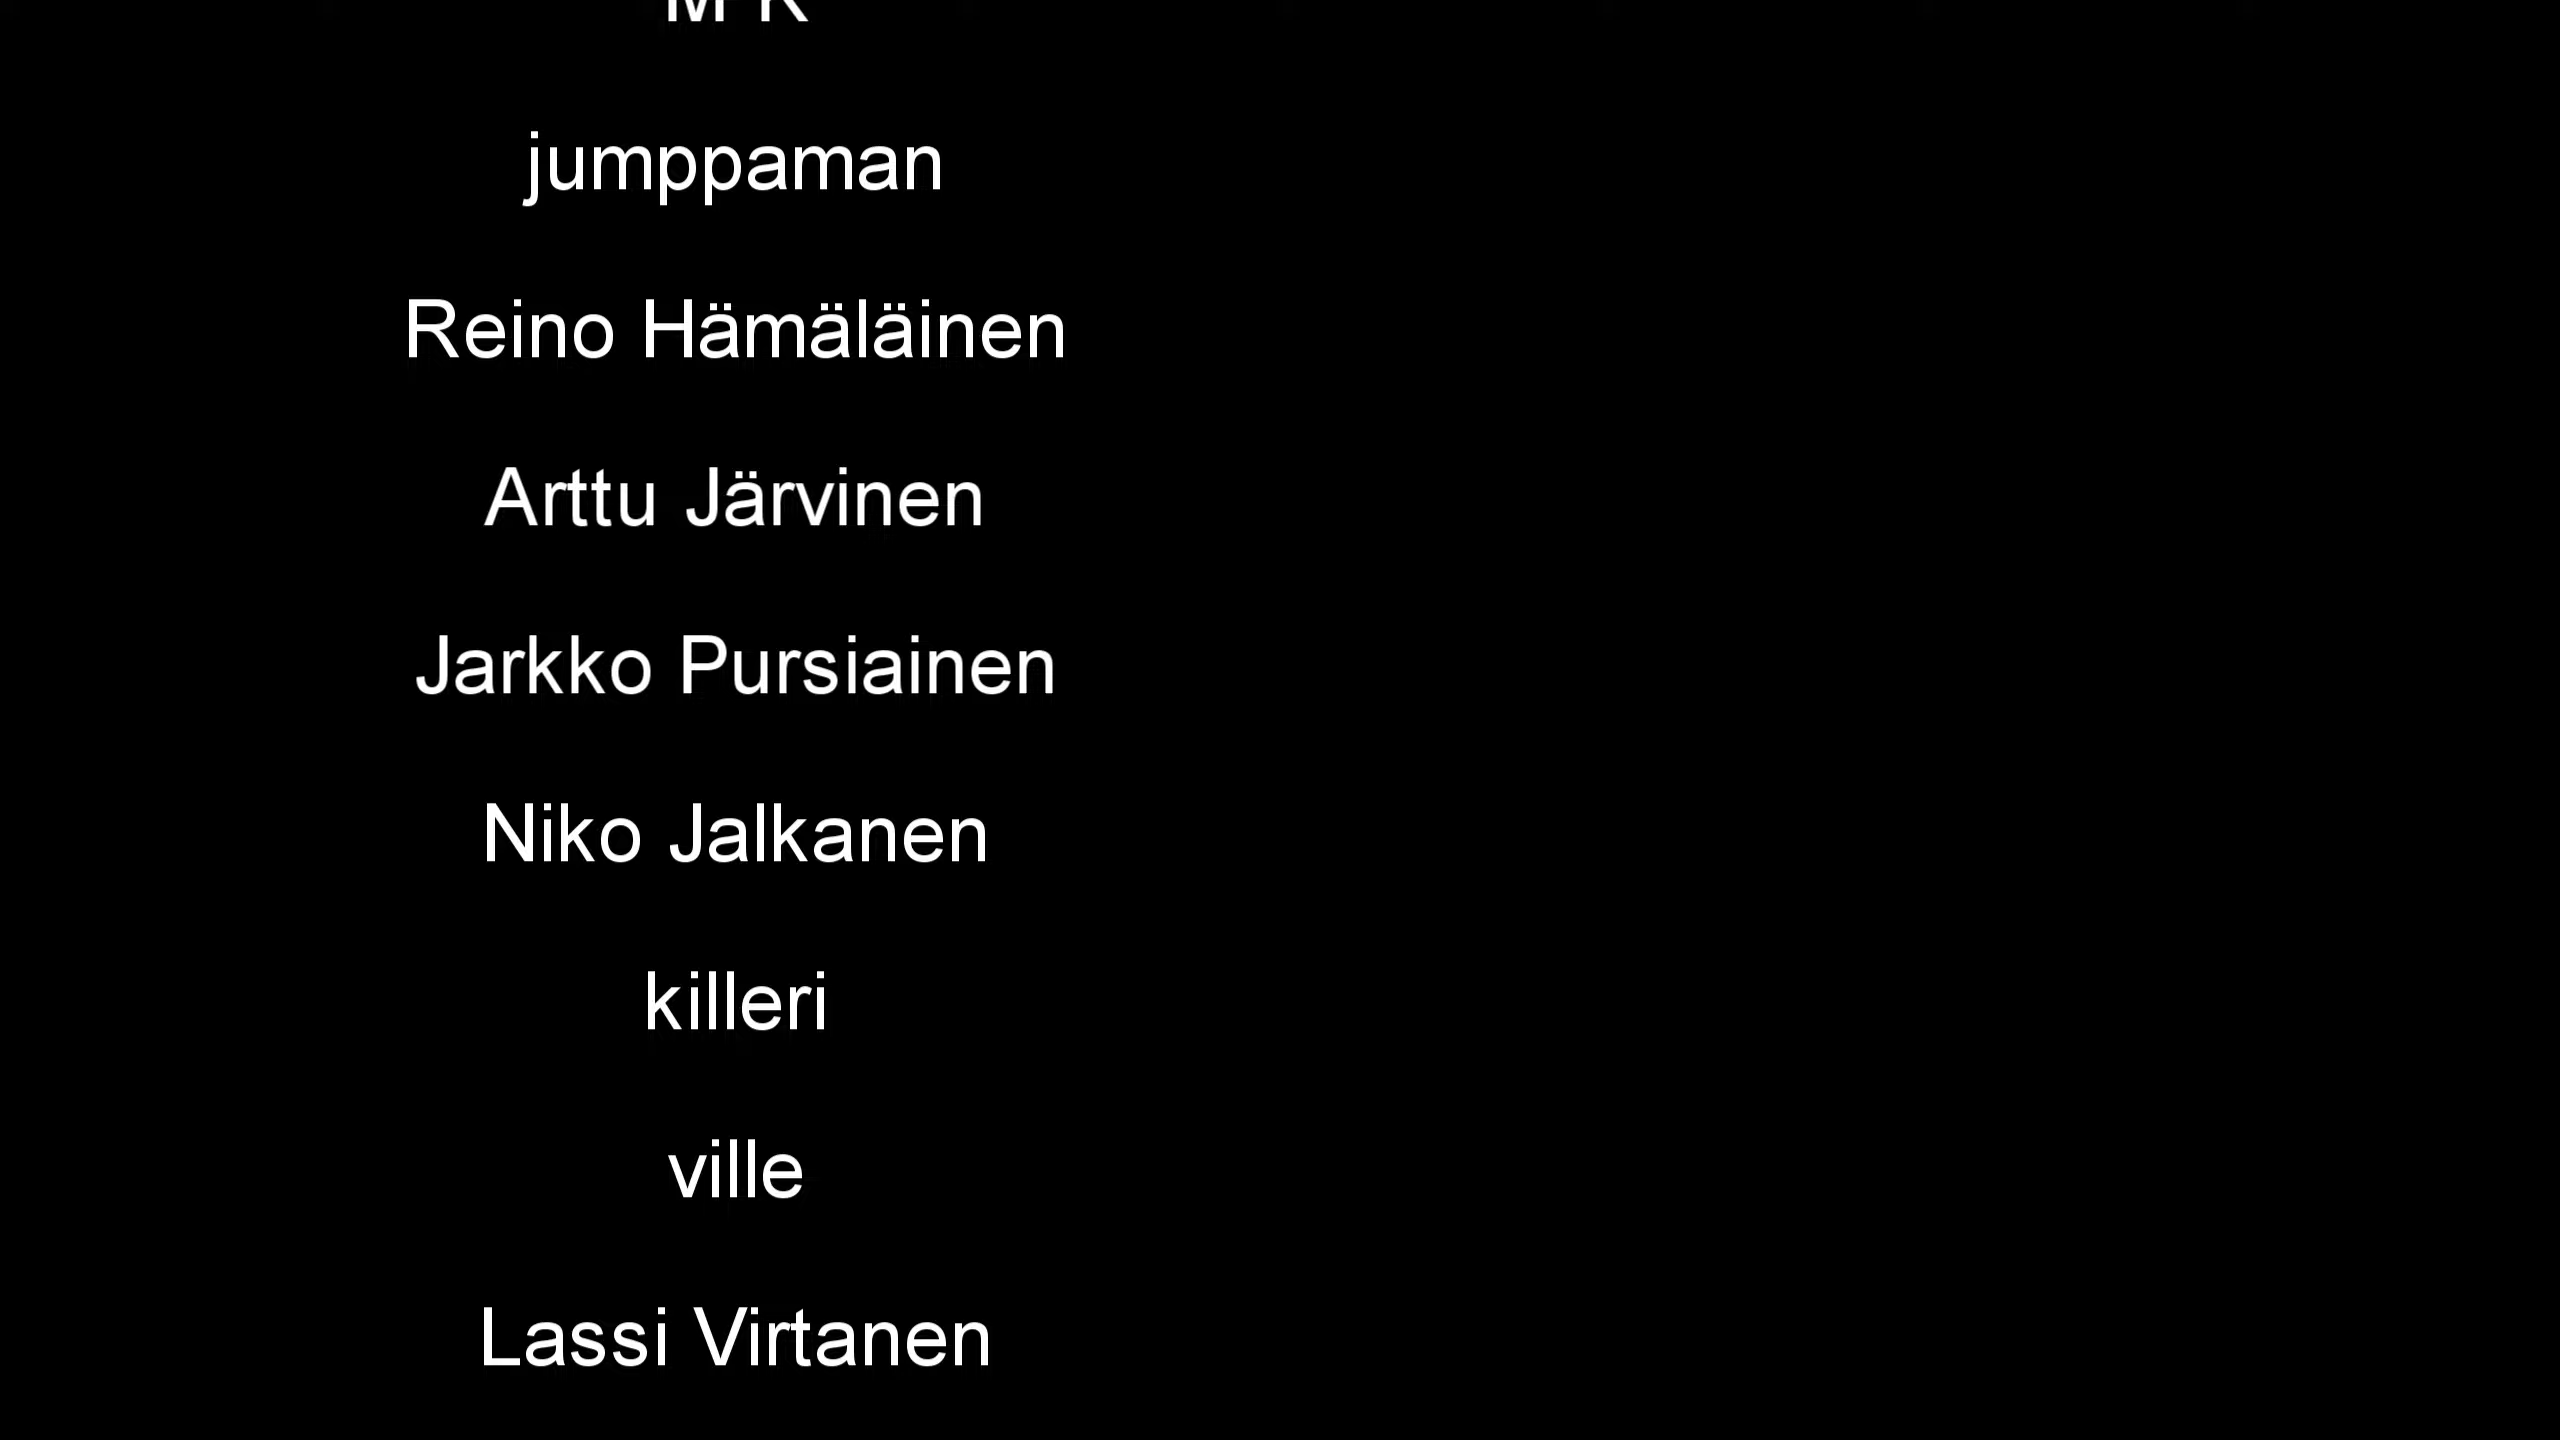 M K
jumppaman
Reino Hämäläinen
Arttu Järvinen
Jarkko Pursiainen
Niko Jalkanen
killeri
ville
Lassi Virtanen